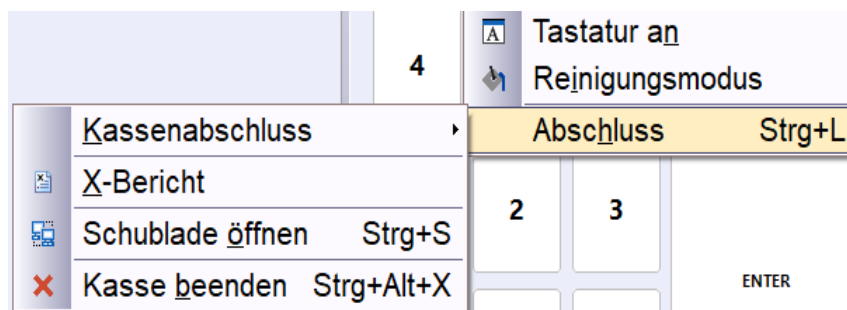 4
Tastatur an
Reinigungsmodus
Abschluss Strg+L
Kassenabschluss
X-Bericht
Schublade öffnen Strg+S
Kasse beenden Strg+Alt+X
2 3
ENTER